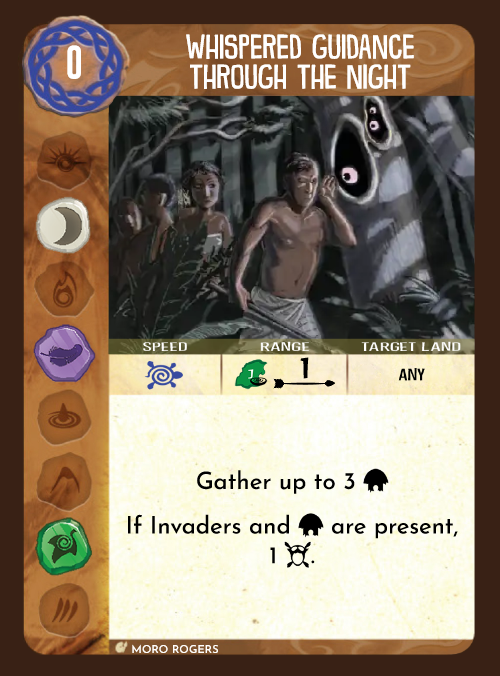 0
WHISPERED GUIDANCE
THROUGH THE NIGHT
SPEED RANGE TARGET LAND
1 1 ANY
Gather up to 3
If Invaders and are present,
1 .
MORO ROGERS